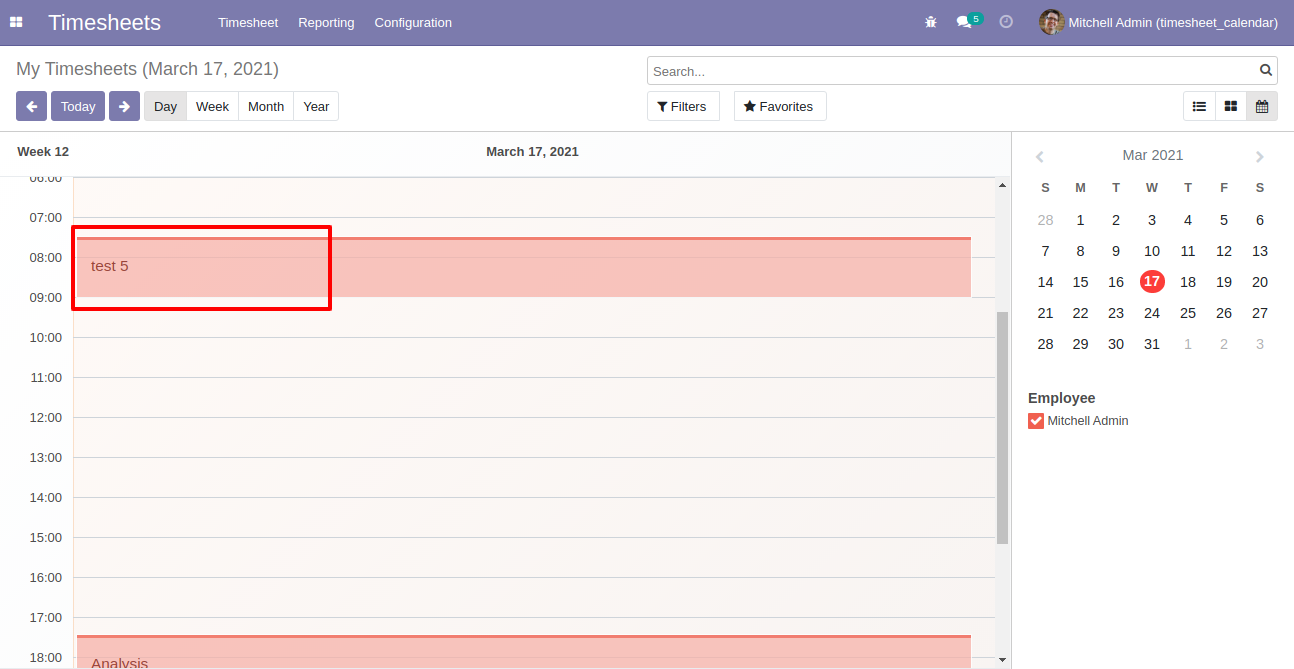 Timesheets Timesheet Reporting Configuration 5 Mitchell Admin (timesheet_calendar)
My Timesheets (March 17, 2021)
Search...
Today Day Week Month Year Filters Favorites
Week 12 March 17, 2021
06:00
07:00
08:00
test 5
09:00
10:00
11:00
12:00
13:00
14:00
15:00
16:00
17:00
18:00 Analysis
Mar 2021
S M T W T F S
28 1 2 3 4 5 6
7 8 9 10 11 12 13
14 15 16 17 18 19 20
21 22 23 24 25 26 27
28 29 30 31 1 2 3
Employee
Mitchell Admin